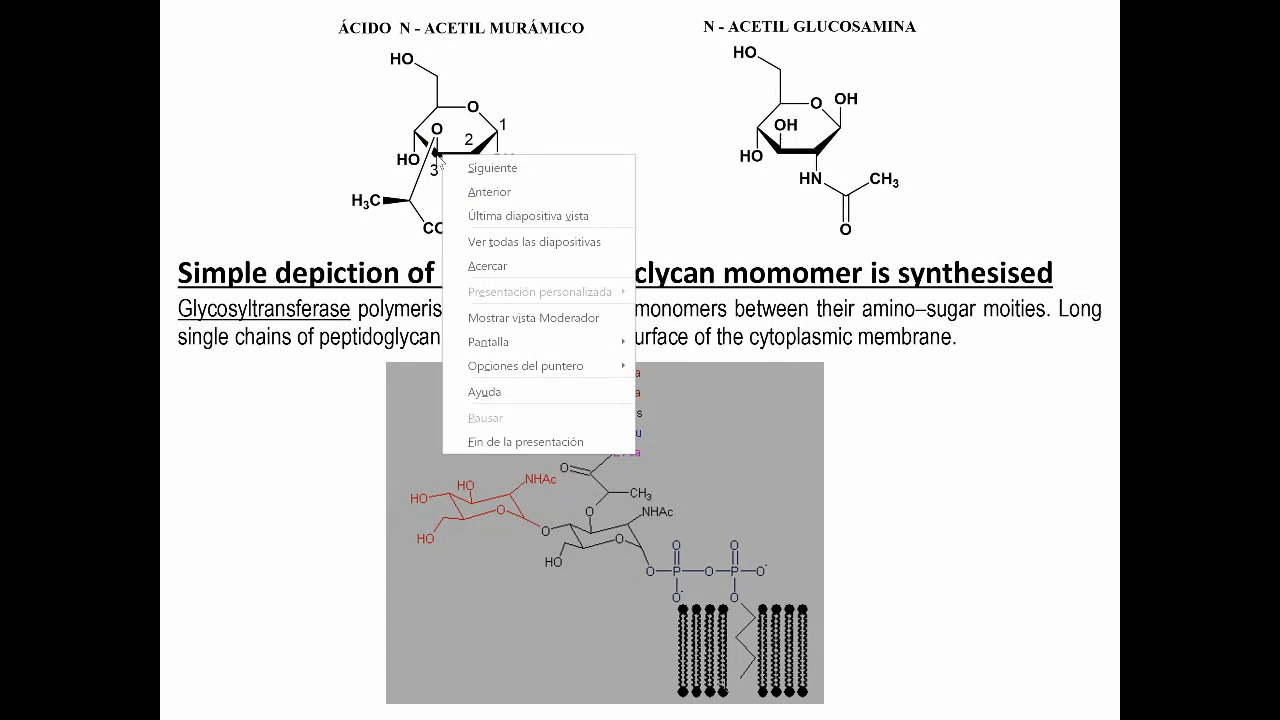 ÁCIDO N - ACETIL MURÁMICO
N - ACETIL GLUCOSAMINA
HO
HO
O
O
OH
O
1
2
OH
HO
3
HO
HN
CH₃
H₃C
O
Siguiente
Anterior
Última diapositiva vista
Ver todas las diapositivas
Acercar
Presentación personalizada
Mostrar vista Moderador
Pantalla
Opciones del puntero
Ayuda
Pausar
Fin de la presentación
Simple depiction of clycan momomer is synthesised
Glycosyltransferase monomers between their amino–sugar moities. Long
single chains of peptidoglycan of the cytoplasmic membrane.
O
CH₃
HO
HO
NHAc
O
O
NHAc
HO
O
O
HO
O
O
O
P
O
P
O⁻
O⁻
O